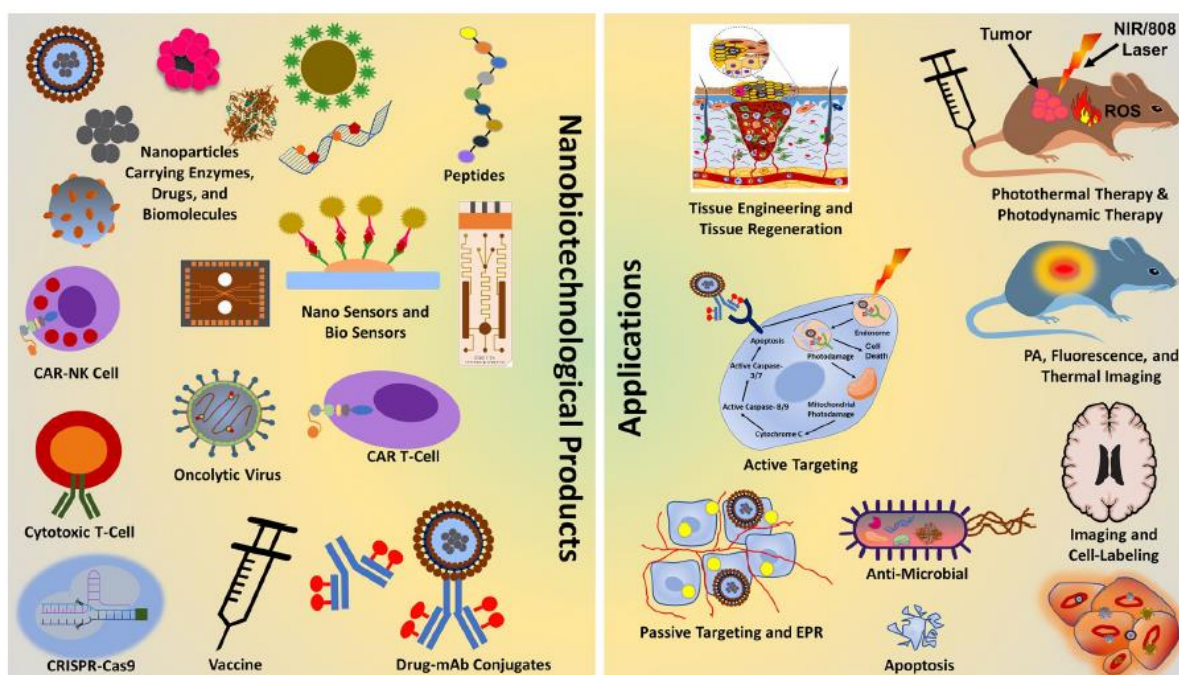 Nanoparticles
Carrying Enzymes,
Drugs, and
Biomolecules
Peptides
Nano Sensors and
Bio Sensors
CAR-NK Cell
Oncolytic Virus
CAR T-Cell
Cytotoxic T-Cell
CRISPR-Cas9
Vaccine
Drug-mAb Conjugates
Nanobiotechnological Products
Applications
Tissue Engineering and
Tissue Regeneration
Tumor
NIR/808
Laser
ROS
Photothermal Therapy &
Photodynamic Therapy
PA, Fluorescence, and
Thermal Imaging
Endonome
Apoptosis
Cell
Death
Photodamage
Active Caspase-
3/7
Active Caspase- 8/9
Mitochondrial
Photodamage
Cytochrome C
Active Targeting
Imaging and
Cell-Labeling
Anti-Microbial
Passive Targeting and EPR
Apoptosis